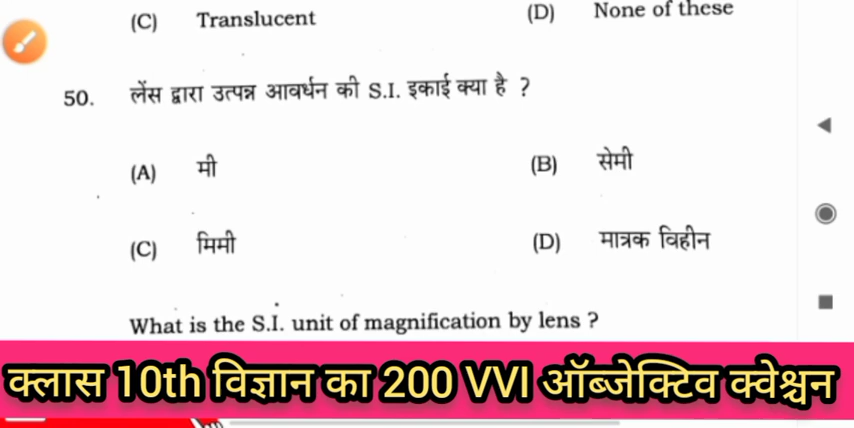 (C) Translucent (D) None of these
50. लेंस द्वारा उत्पन्न आवर्धन की S.I. इकाई क्या है ?
(A) मी (B) सेमी
(C) मिमी (D) मात्रक विहीन
What is the S.I. unit of magnification by lens ?
क्लास 10th विज्ञान का 200 VVI ऑब्जेक्टिव क्वेश्चन